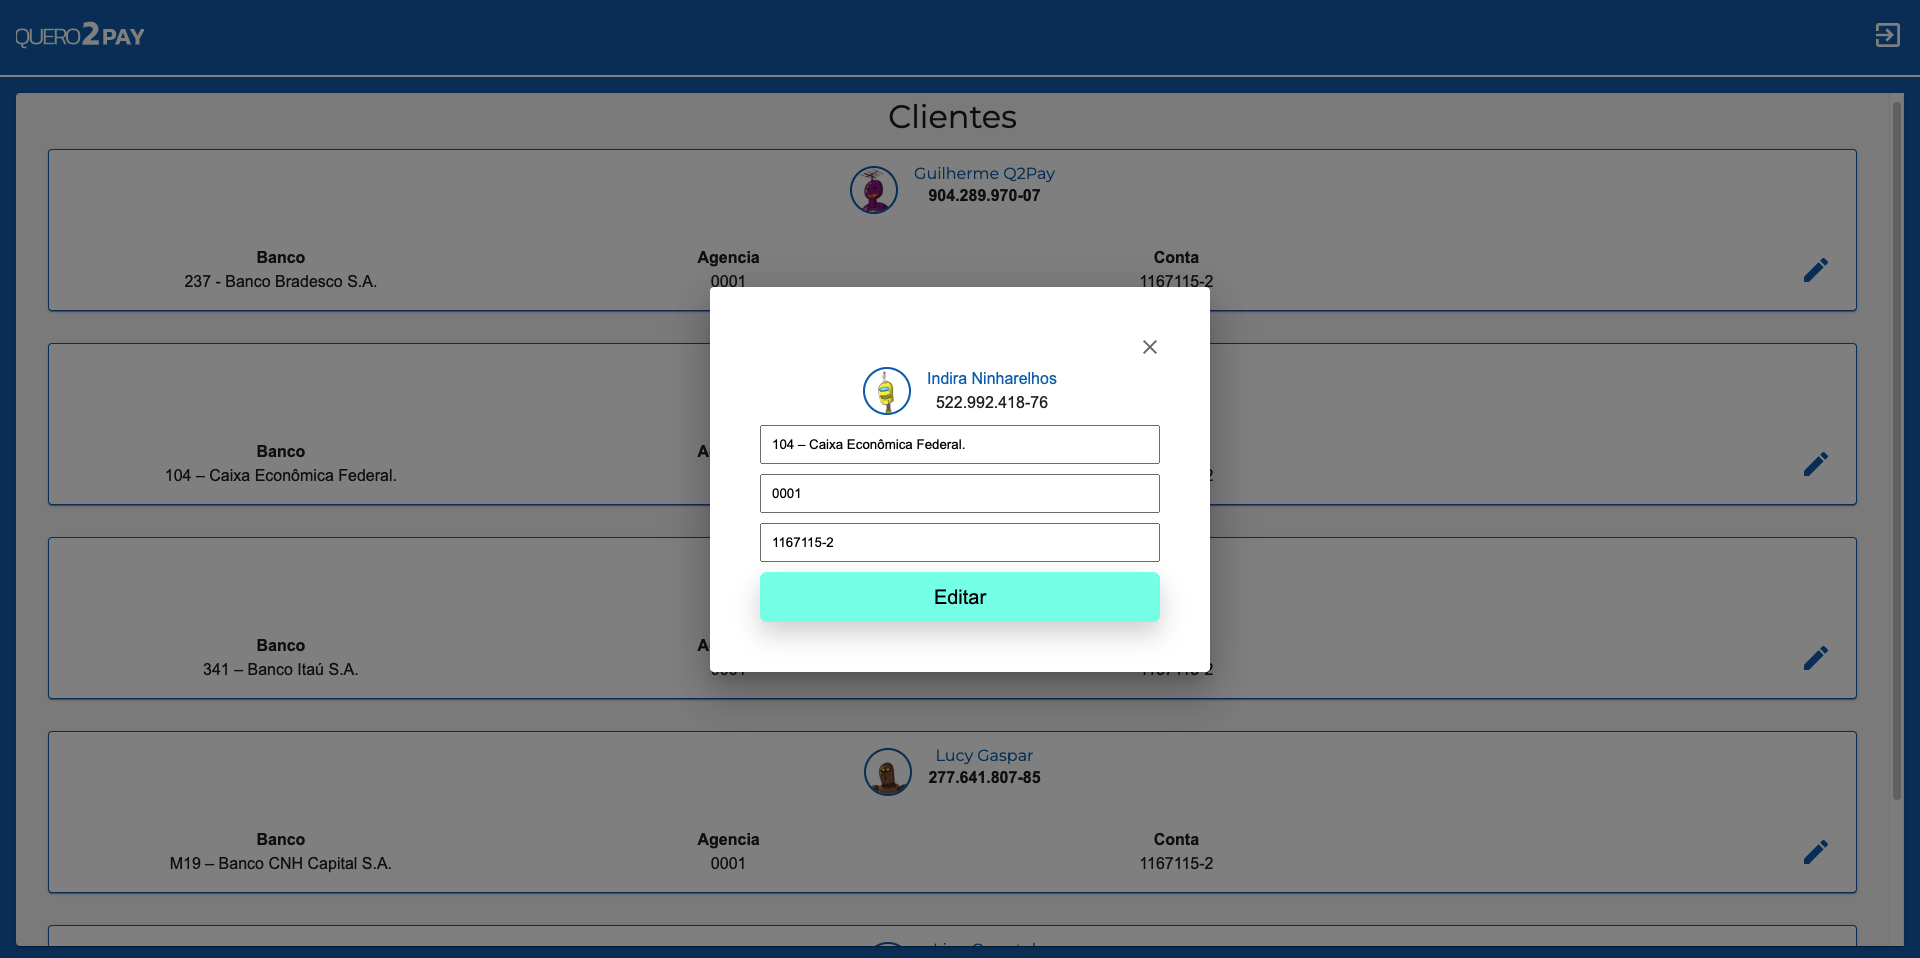 QUERO2PAY
Clientes
Guilherme Q2Pay
904.289.970-07
Banco
Agencia
Conta
237 - Banco Bradesco S.A.
0001
1167115-2
Indira Ninharelhos
522.992.418-76
104 – Caixa Econômica Federal.
0001
1167115-2
Editar
Banco
104 – Caixa Econômica Federal.
Banco
341 – Banco Itaú S.A.
Lucy Gaspar
277.641.807-85
Banco
Agencia
Conta
M19 – Banco CNH Capital S.A.
0001
1167115-2